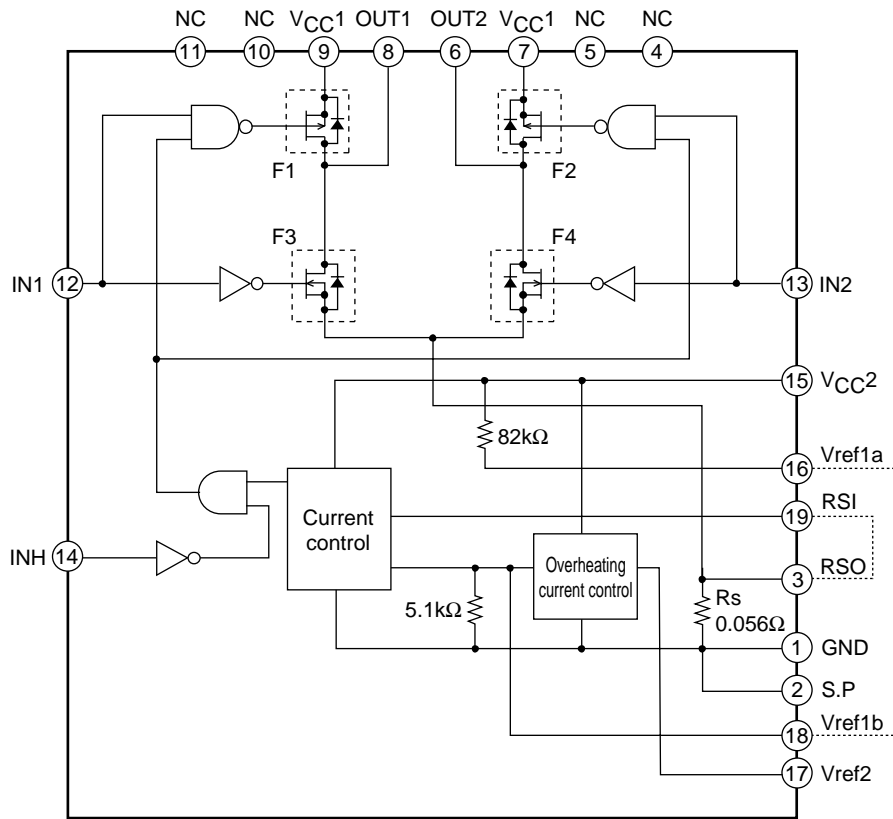 NC NC VCC1 OUT1 OUT2 VCC1 NC NC
11 10 9 8 6 7 5 4
F1 F2
F3 F4
IN1 12
13 IN2
15 VCC2
82kΩ
16 Vref1a
19 RSI
Current
control
INH 14
Overheating
current control
3 RSO
5.1kΩ
Rs
0.056Ω
1 GND
2 S.P
18 Vref1b
17 Vref2